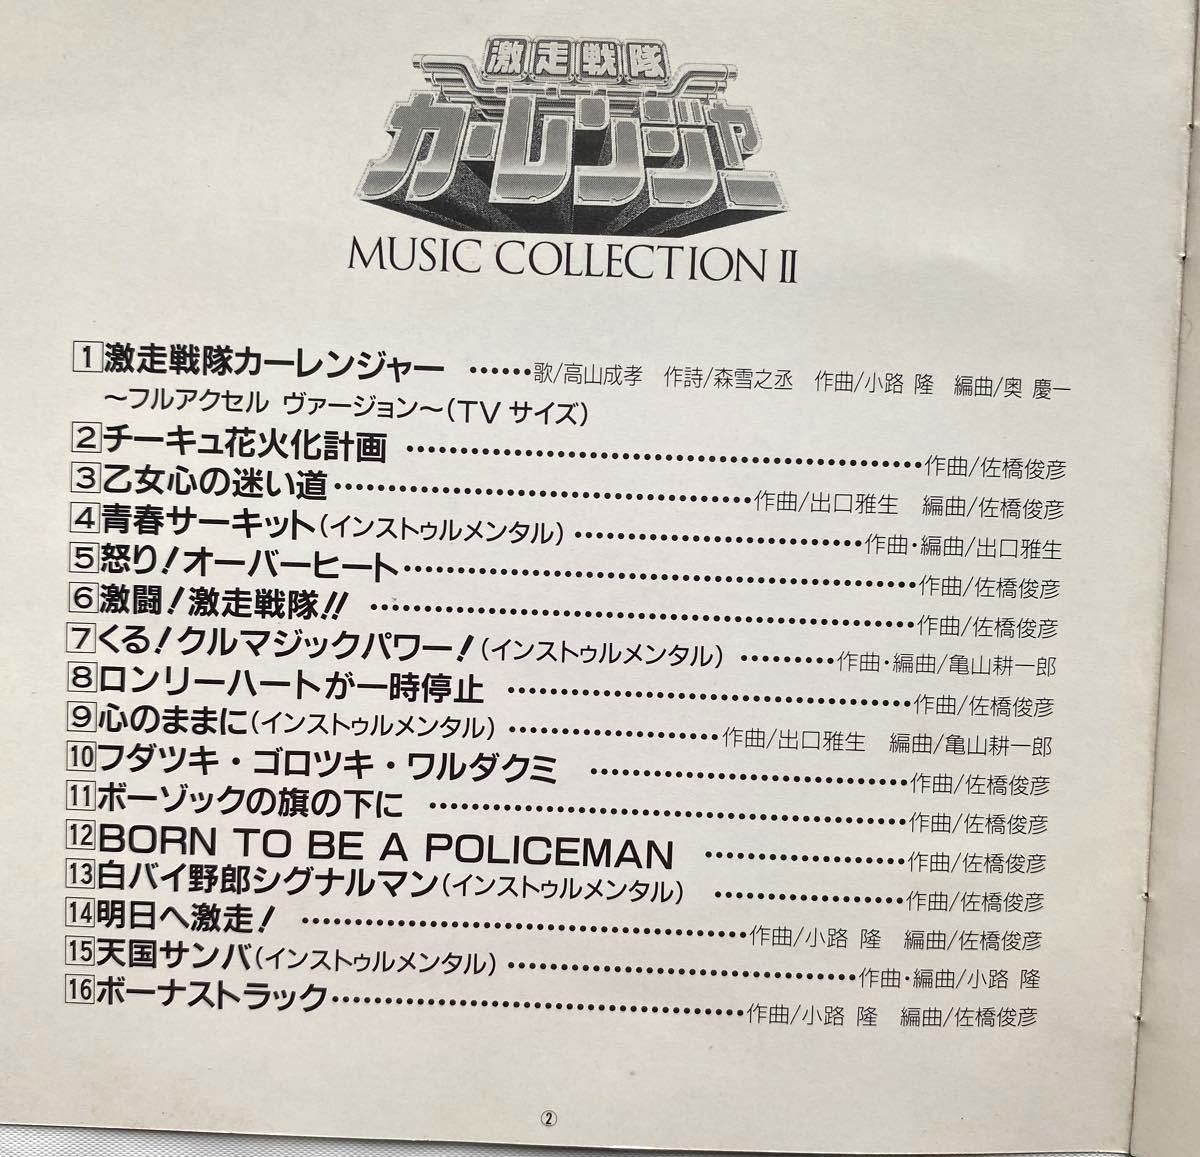 激走戦隊
カーレンジャー
MUSIC COLLECTION II
1 激走戦隊カーレンジャー ……歌/高山成孝 作詩/森雪之丞 作曲/小路 隆 編曲/奥 慶一
～フルアクセル ヴァージョン～(TVサイズ)
2 チーキュ花火化計画 ……作曲/佐橋俊彦
3 乙女心の迷い道 ……作曲/出口雅生 編曲/佐橋俊彦
4 青春サーキット(インストゥルメンタル) ……作曲・編曲/出口雅生
5 怒り!オーバーヒート ……作曲/佐橋俊彦
6 激闘!激走戦隊!! ……作曲/佐橋俊彦
7 くる!クルマジックパワー!(インストゥルメンタル) ……作曲・編曲/亀山耕一郎
8 ロンリーハートが一時停止 ……作曲/佐橋俊彦
9 心のままに(インストゥルメンタル) ……作曲/出口雅生 編曲/亀山耕一郎
10 フダツキ・ゴロツキ・ワルダクミ ……作曲/佐橋俊彦
11 ボーゾックの旗の下に ……作曲/佐橋俊彦
12 BORN TO BE A POLICEMAN ……作曲/佐橋俊彦
13 白バイ野郎シグナルマン(インストゥルメンタル) ……作曲/佐橋俊彦
14 明日へ激走! ……作曲/小路 隆 編曲/佐橋俊彦
15 天国サンバ(インストゥルメンタル) ……作曲・編曲/小路 隆
16 ボーナストラック ……作曲/小路 隆 編曲/佐橋俊彦
②